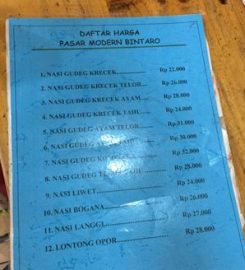 DAFTAR HARGA
PASAR MODERN BINTARO
1. NASI GUDEG KRECEK Rp 22.000
2. NASI GUDEG KRECEK TELOR Rp 26.000
3. NASI GUDEG KRECEK AYAM Rp 28.000
4. NASI GUDEG KRECEK TAHU Rp 24.000
5. NASI GUDEG AYAM TELOR Rp 31.000
6. NASI GUDEG Rp 30.000
7. NASI GUDEG Rp 32.000
8. NASI GUDEG Rp 28.000
9. NASI LIWET Rp 24.000
10. NASI BOGANA Rp 26.000
11. NASI LANGGI Rp 27.000
12. LONTONG OPOR Rp 28.000